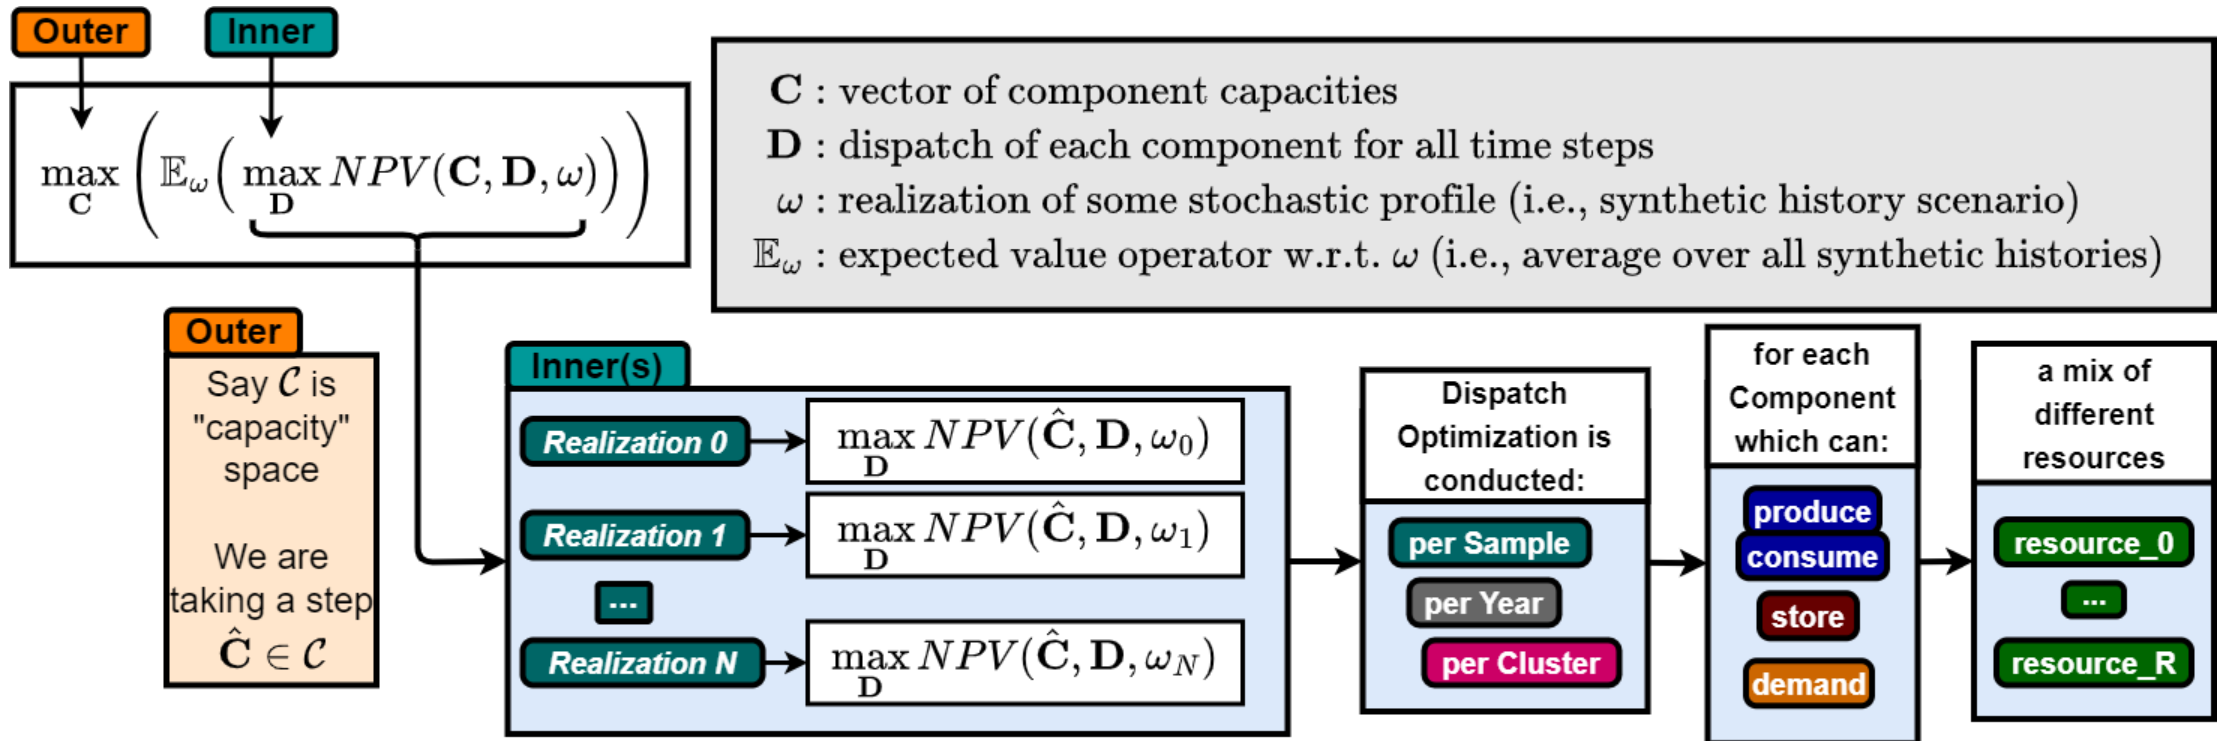 Outer
Inner
max_C ( 𝔼_ω ( max_D NPV(C, D, ω) ) )
C : vector of component capacities
D : dispatch of each component for all time steps
ω : realization of some stochastic profile (i.e., synthetic history scenario)
𝔼_ω : expected value operator w.r.t. ω (i.e., average over all synthetic histories)
Outer
Say 𝒞 is
"capacity"
space
We are
taking a step
Ĉ ∈ 𝒞
Inner(s)
Realization 0
max_D NPV(Ĉ, D, ω_0)
Realization 1
max_D NPV(Ĉ, D, ω_1)
...
Realization N
max_D NPV(Ĉ, D, ω_N)
Dispatch
Optimization is
conducted:
per Sample
per Year
per Cluster
for each
Component
which can:
produce
consume
store
demand
a mix of
different
resources
resource_0
...
resource_R